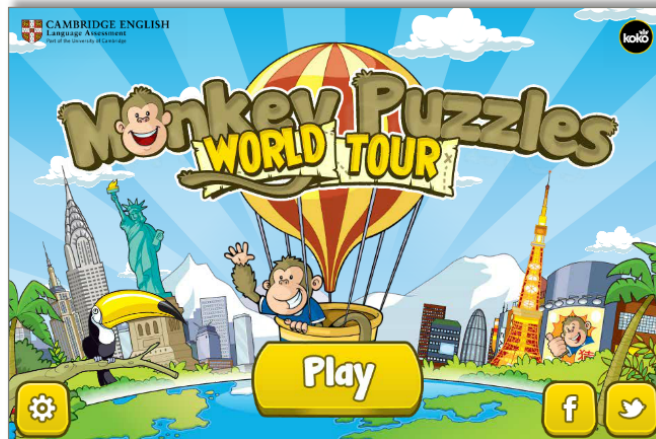 CAMBRIDGE ENGLISH
Language Assessment
Part of the University of Cambridge
koko
Monkey Puzzles
WORLD TOUR
Play
f